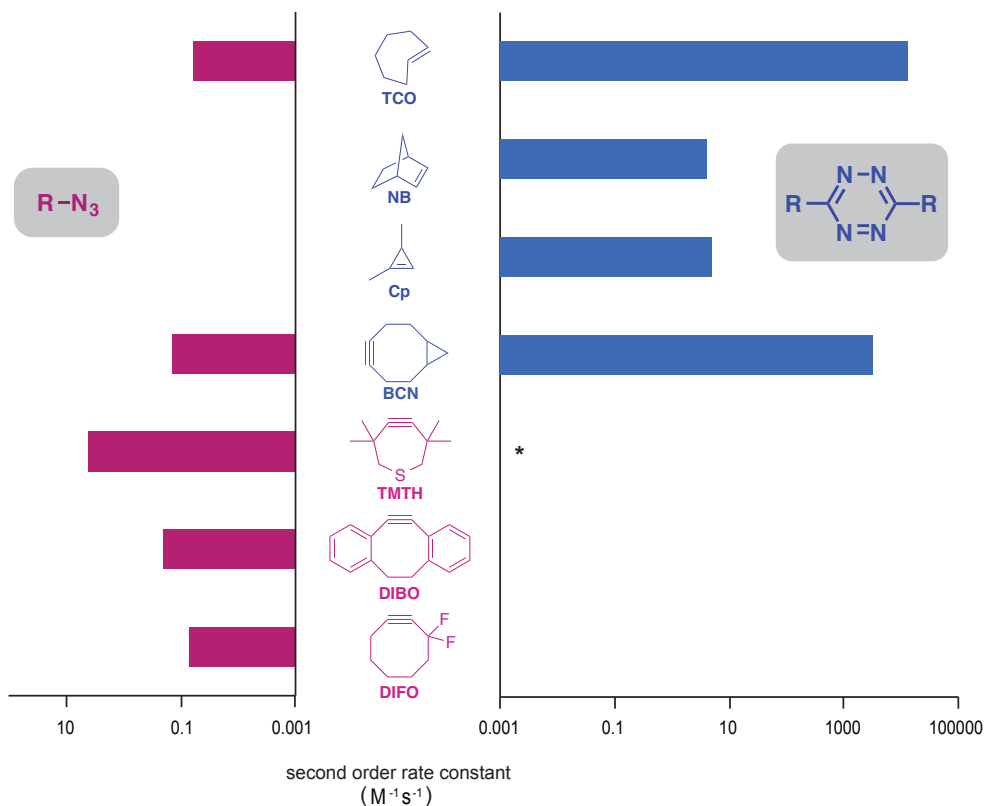 TCO
NB
R–N₃
N N
R R
N N
Cp
BCN
*
S
TMTH
DIBO
F
F
DIFO
10 0.1 0.001 0.001 0.1 10 1000 100000
second order rate constant
(M⁻¹s⁻¹)